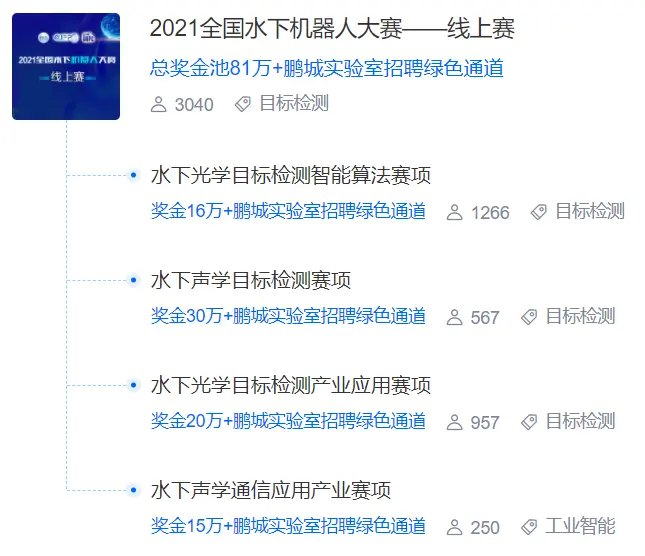 2021全国水下机器人大赛
线上赛
2021全国水下机器人大赛——线上赛
总奖金池81万+鹏城实验室招聘绿色通道
3040 目标检测
水下光学目标检测智能算法赛项
奖金16万+鹏城实验室招聘绿色通道 1266 目标检测
水下声学目标检测赛项
奖金30万+鹏城实验室招聘绿色通道 567 目标检测
水下光学目标检测产业应用赛项
奖金20万+鹏城实验室招聘绿色通道 957 目标检测
水下声学通信应用产业赛项
奖金15万+鹏城实验室招聘绿色通道 250 工业智能